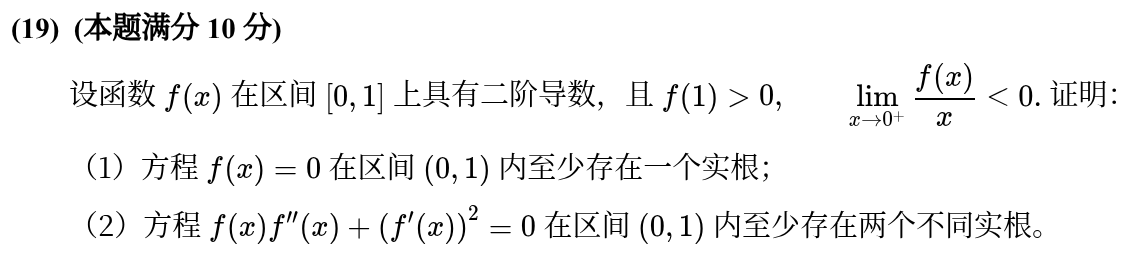 (19) (本题满分 10 分)
设函数 f(x) 在区间 [0, 1] 上具有二阶导数，且 f(1) > 0, lim_{x→0⁺} f(x)/x < 0. 证明：
（1）方程 f(x) = 0 在区间 (0, 1) 内至少存在一个实根；
（2）方程 f(x)f″(x) + (f′(x))² = 0 在区间 (0, 1) 内至少存在两个不同实根。